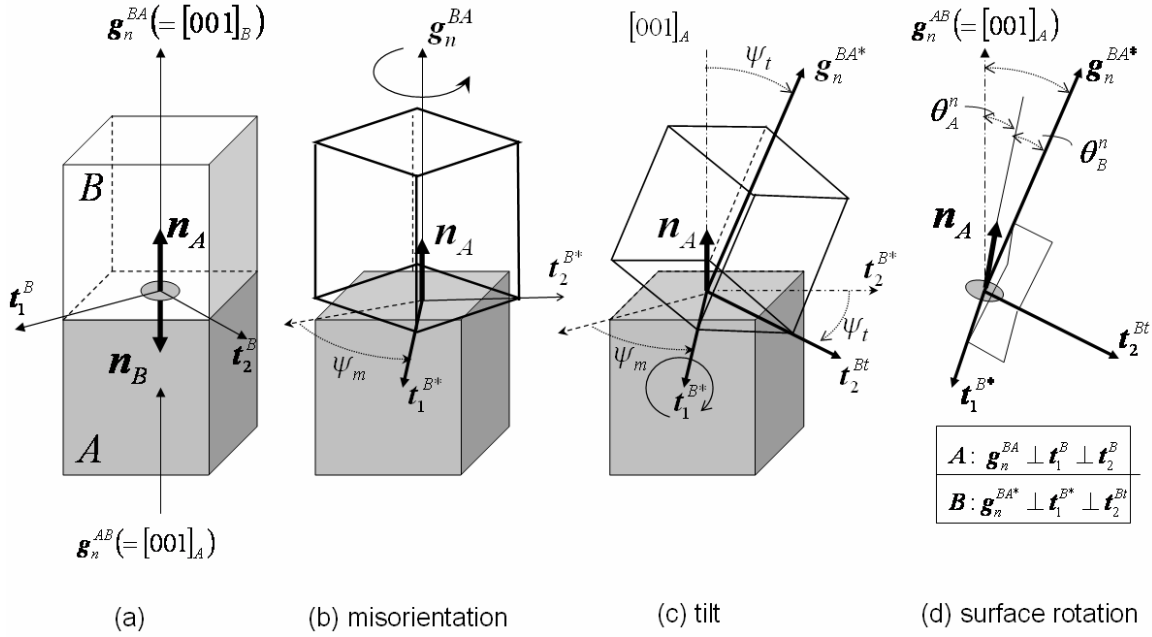 g_n^{BA}(=[001]_B)
B
n_A
t_1^B
t_2^B
n_B
A
g_n^{AB}(=[001]_A)
(a)
g_n^{BA}
n_A
t_2^{B*}
ψ_m
t_1^{B*}
(b) misorientation
[001]_A
ψ_t
g_n^{BA*}
n_A
t_2^{B*}
ψ_t
ψ_m
t_2^{Bt}
t_1^{B*}
(c) tilt
g_n^{AB}(=[001]_A)
g_n^{BA*}
θ_A^n
θ_B^n
n_A
t_2^{Bt}
t_1^{B*}
A: g_n^{BA} ⊥ t_1^B ⊥ t_2^B
B: g_n^{BA*} ⊥ t_1^{B*} ⊥ t_2^{Bt}
(d) surface rotation